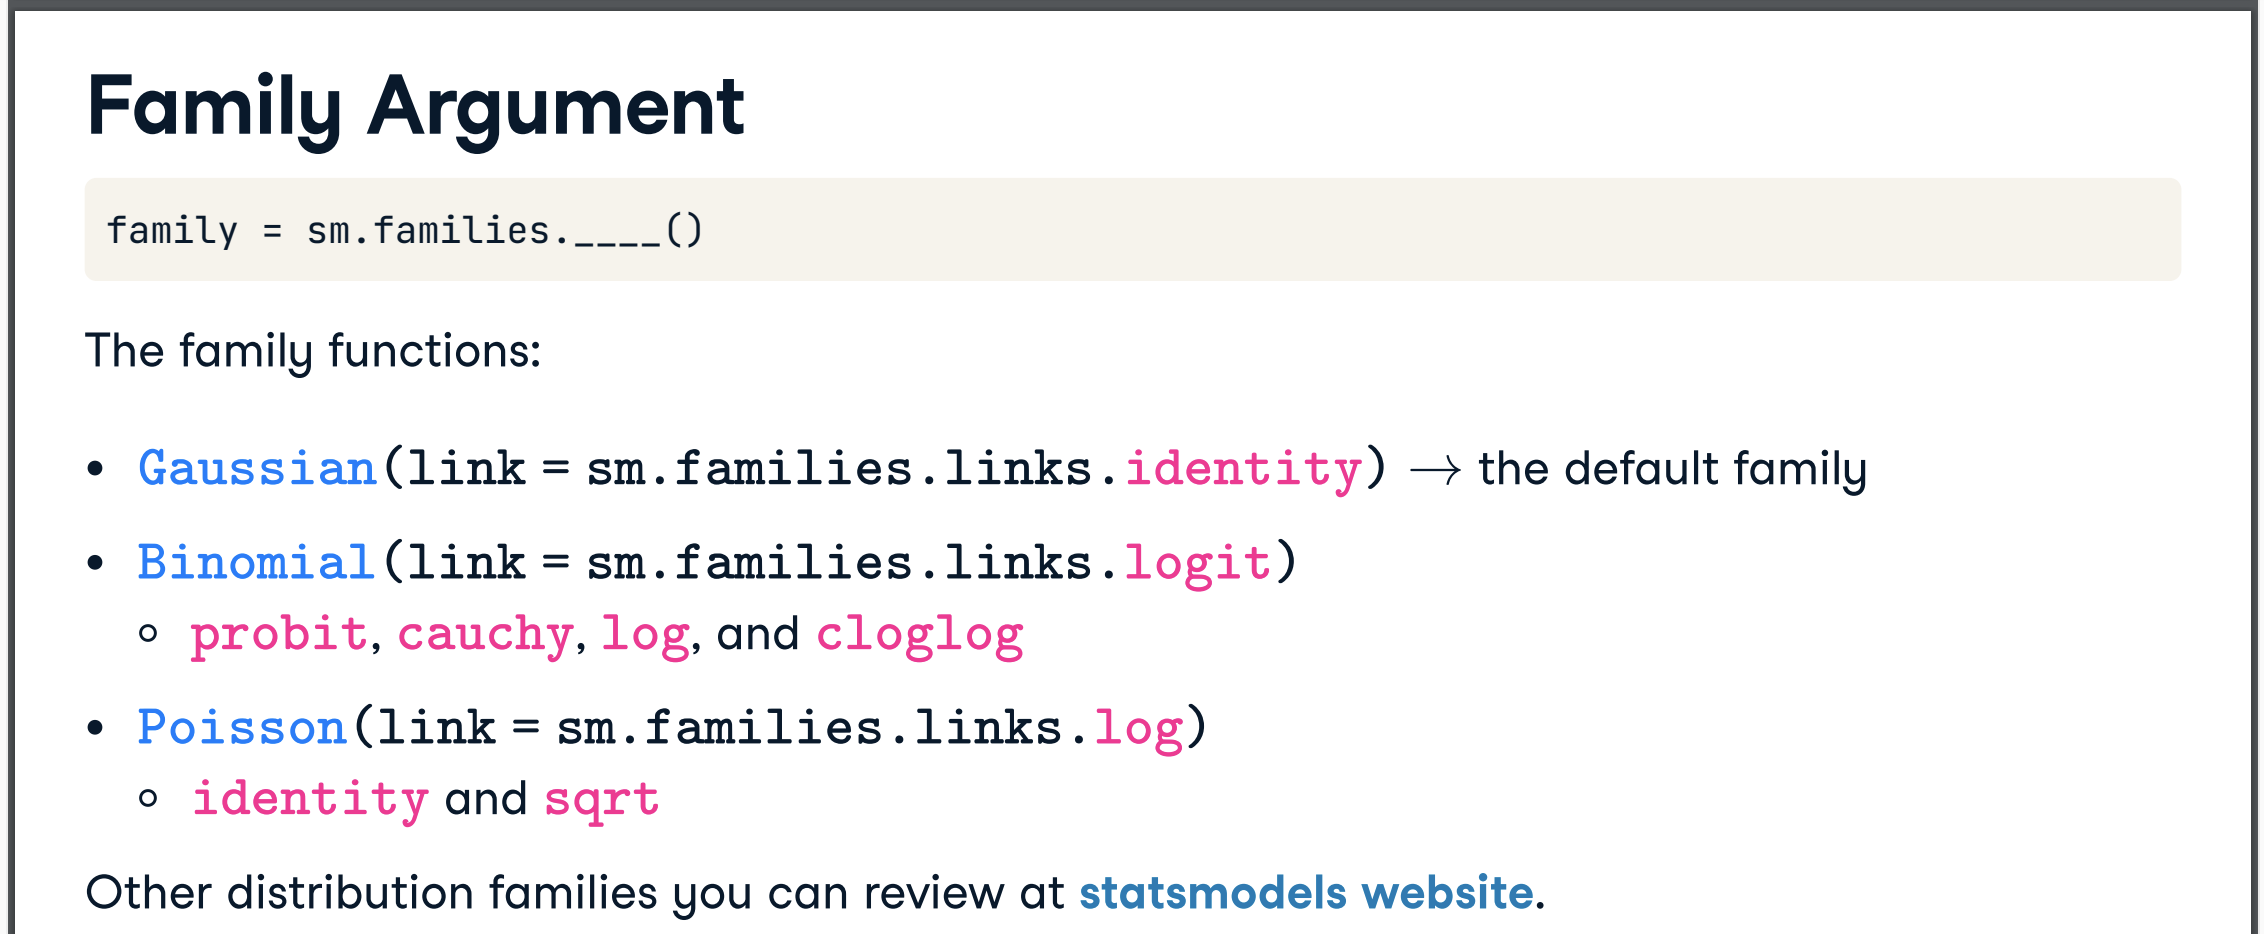 Family Argument
family = sm.families.____()
The family functions:
• Gaussian(link = sm.families.links.identity) → the default family
• Binomial(link = sm.families.links.logit)
◦ probit, cauchy, log, and cloglog
• Poisson(link = sm.families.links.log)
◦ identity and sqrt
Other distribution families you can review at statsmodels website.